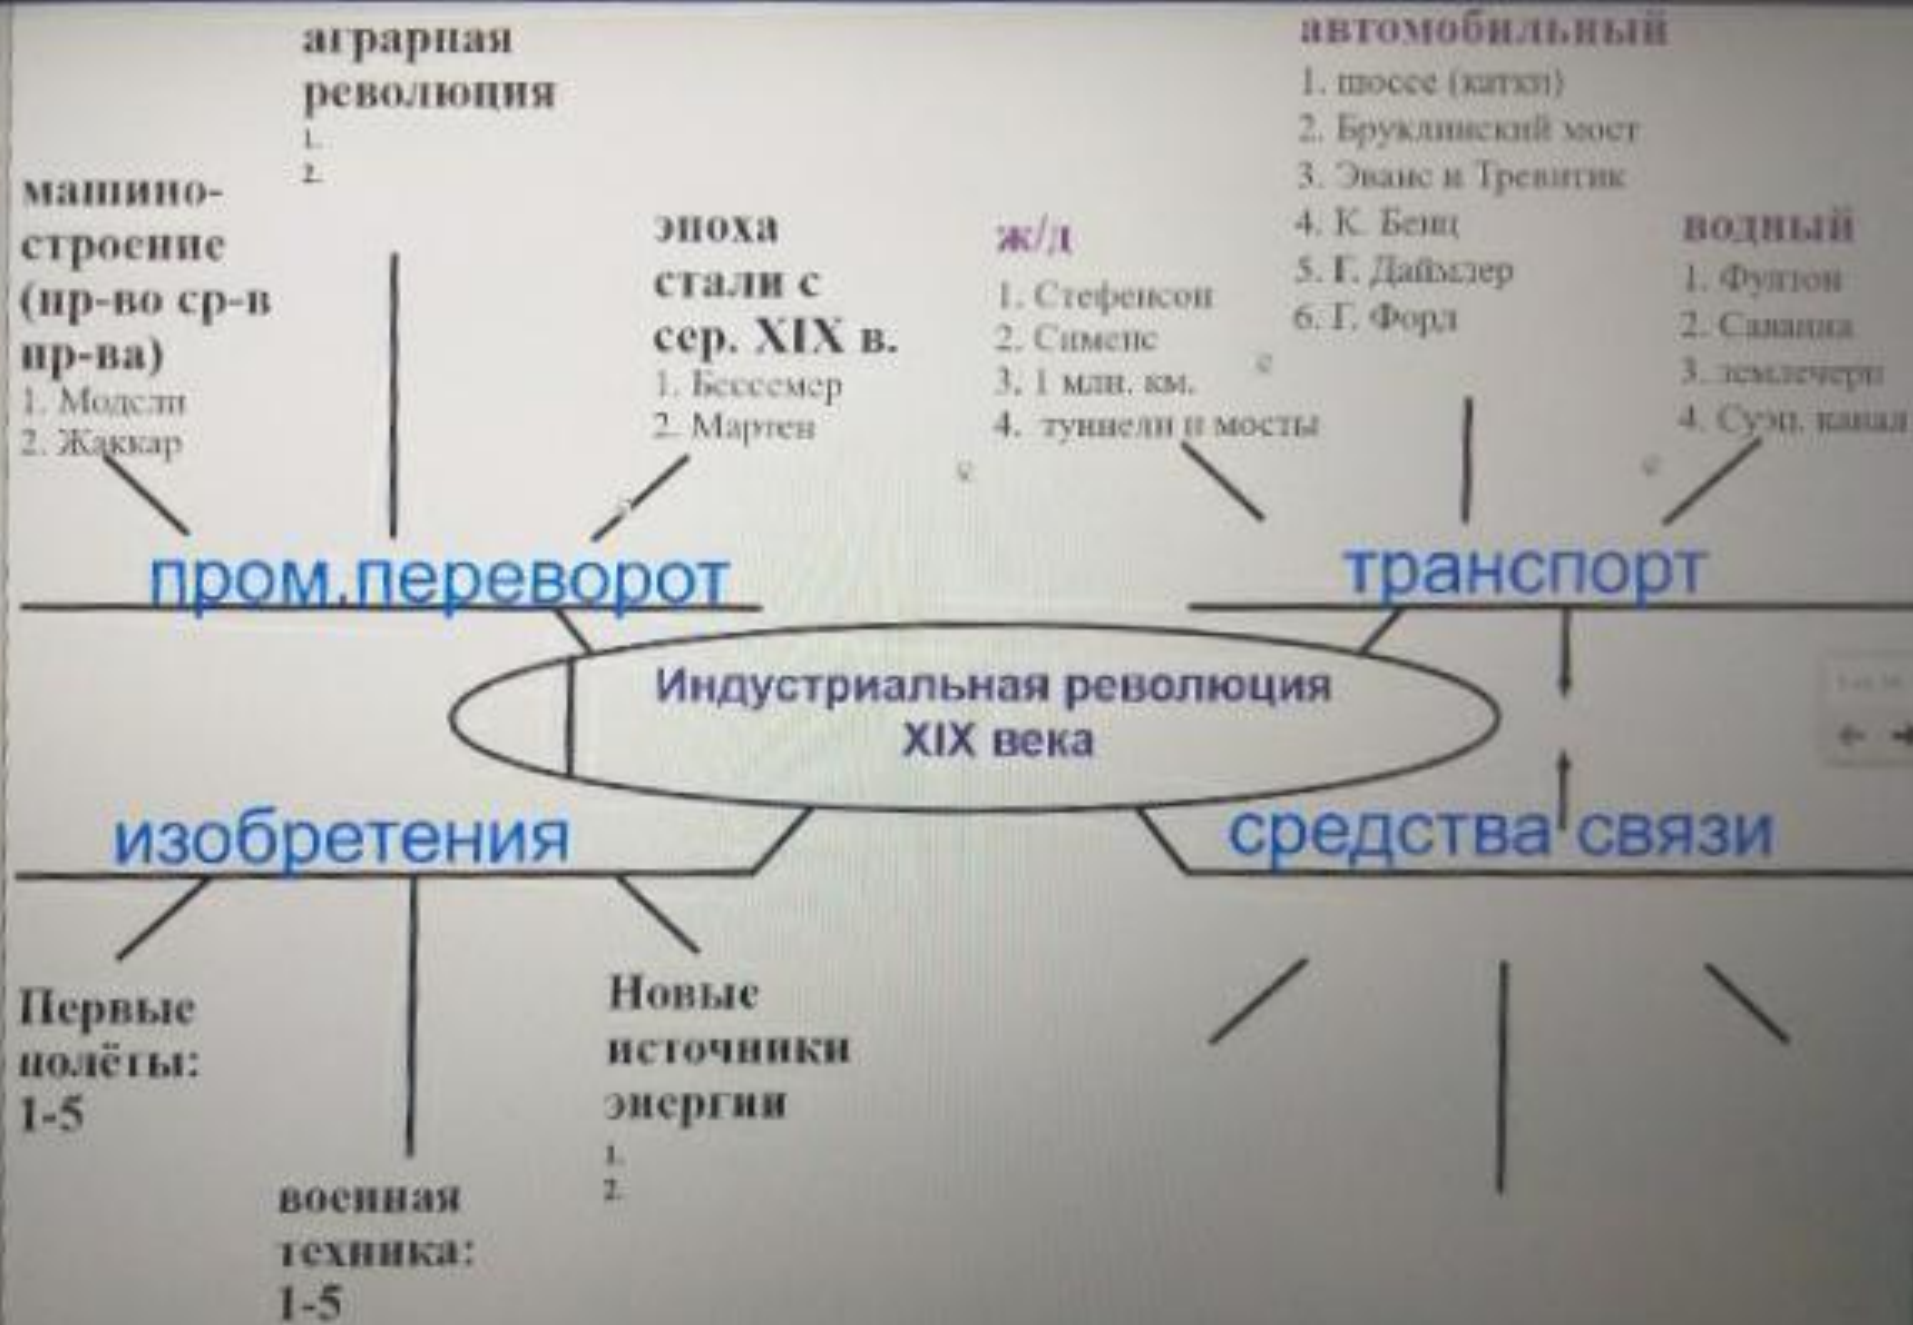 аграрная
революция
1.
2.
машино-
строение
(пр-во ср-в
пр-ва)
1. Модсли
2. Жаккар
эпоха
стали с
сер. XIX в.
1. Бессемер
2. Мартен
пром.переворот
ж/д
1. Стефенсон
2. Сименс
3. 1 млн. км.
4. туннели и мосты
автомобильный
1. шоссе (катки)
2. Бруклинский мост
3. Эванс и Тревитик
4. К. Бенц
5. Г. Даймлер
6. Г. Форд
водный
1. Фултон
2. Саванна
3. землечерп
4. Суэц. канал
транспорт
Индустриальная революция
XIX века
изобретения
Первые
полёты:
1-5
военная
техника:
1-5
Новые
источники
энергии
1.
2.
средства связи